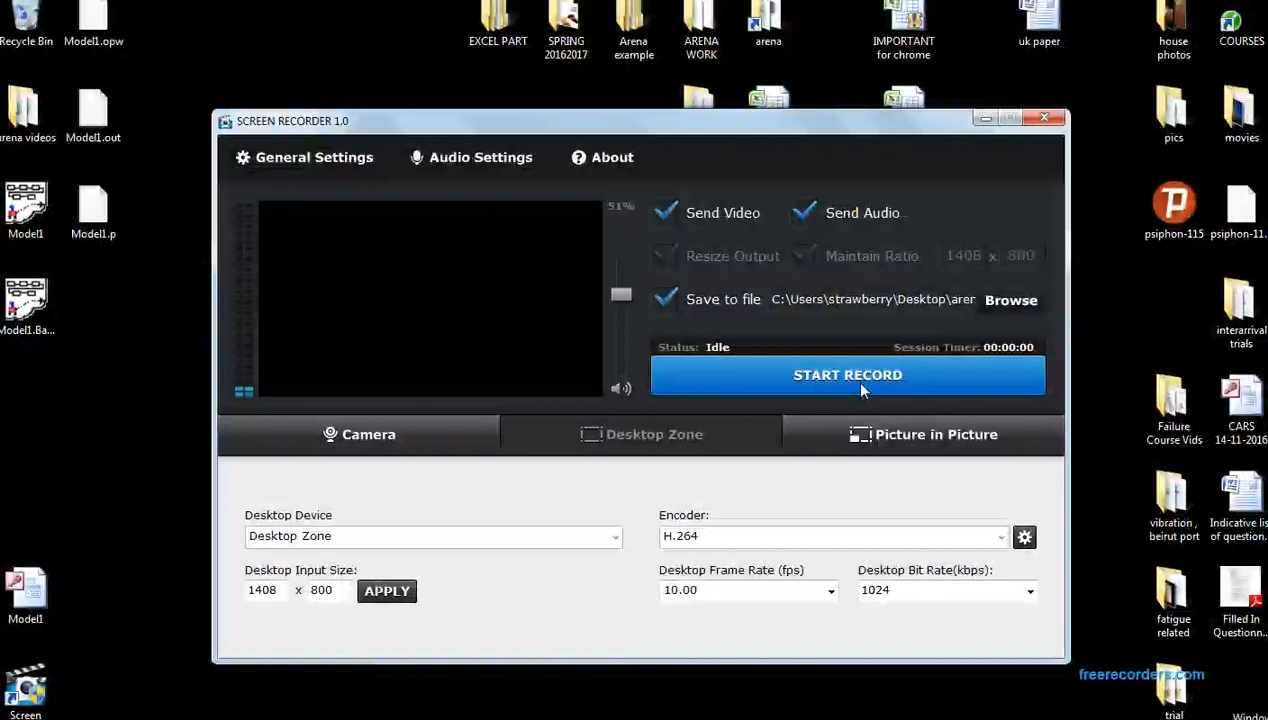 Recycle Bin
Model1.opw
EXCEL PART
SPRING
20162017
Arena
example
ARENA
WORK
arena
IMPORTANT
for chrome
uk paper
house
photos
COURSES
arena videos
Model1.out
pics
movies
Model1
Model1.p
psiphon-115
psiphon-11.
Model1.Ba...
interarrival
trials
Failure
Course Vids
CARS
14-11-2016
vibration ,
beirut port
Indicative lis
of question.
fatigue
related
Filled In
Questionn..
Model1
Screen
trial
Window
SCREEN RECORDER 1.0
General Settings
Audio Settings
About
51%
Send Video
Send Audio
Resize Output
Maintain Ratio
1408 x 800
Save to file
C:\Users\strawberry\Desktop\arer
Browse
Status: Idle
Session Timer: 00:00:00
START RECORD
Camera
Desktop Zone
Picture in Picture
Desktop Device
Desktop Zone
Desktop Input Size:
1408 x 800
APPLY
Encoder:
H.264
Desktop Frame Rate (fps)
10.00
Desktop Bit Rate(kbps):
1024
freerecorders.com